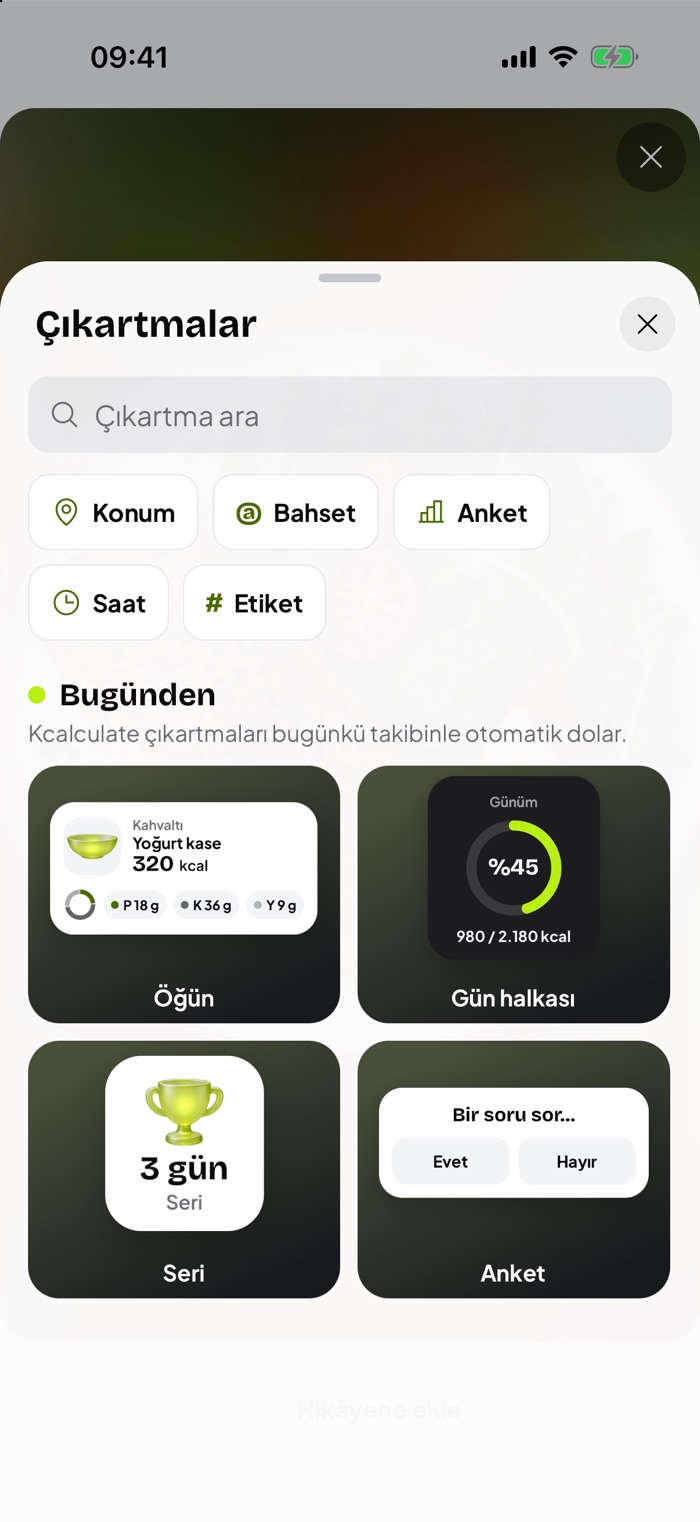 09:41
Çıkartmalar
Çıkartma ara
Konum
Bahset
Anket
Saat
# Etiket
Bugünden
Kcalculate çıkartmaları bugünkü takibinle otomatik dolar.
Kahvaltı
Yoğurt kase
320 kcal
P 18 g
K 36 g
Y 9 g
Öğün
Günüm
%45
980 / 2.180 kcal
Gün halkası
3 gün
Seri
Seri
Bir soru sor...
Evet
Hayır
Anket
Hikâyene ekle